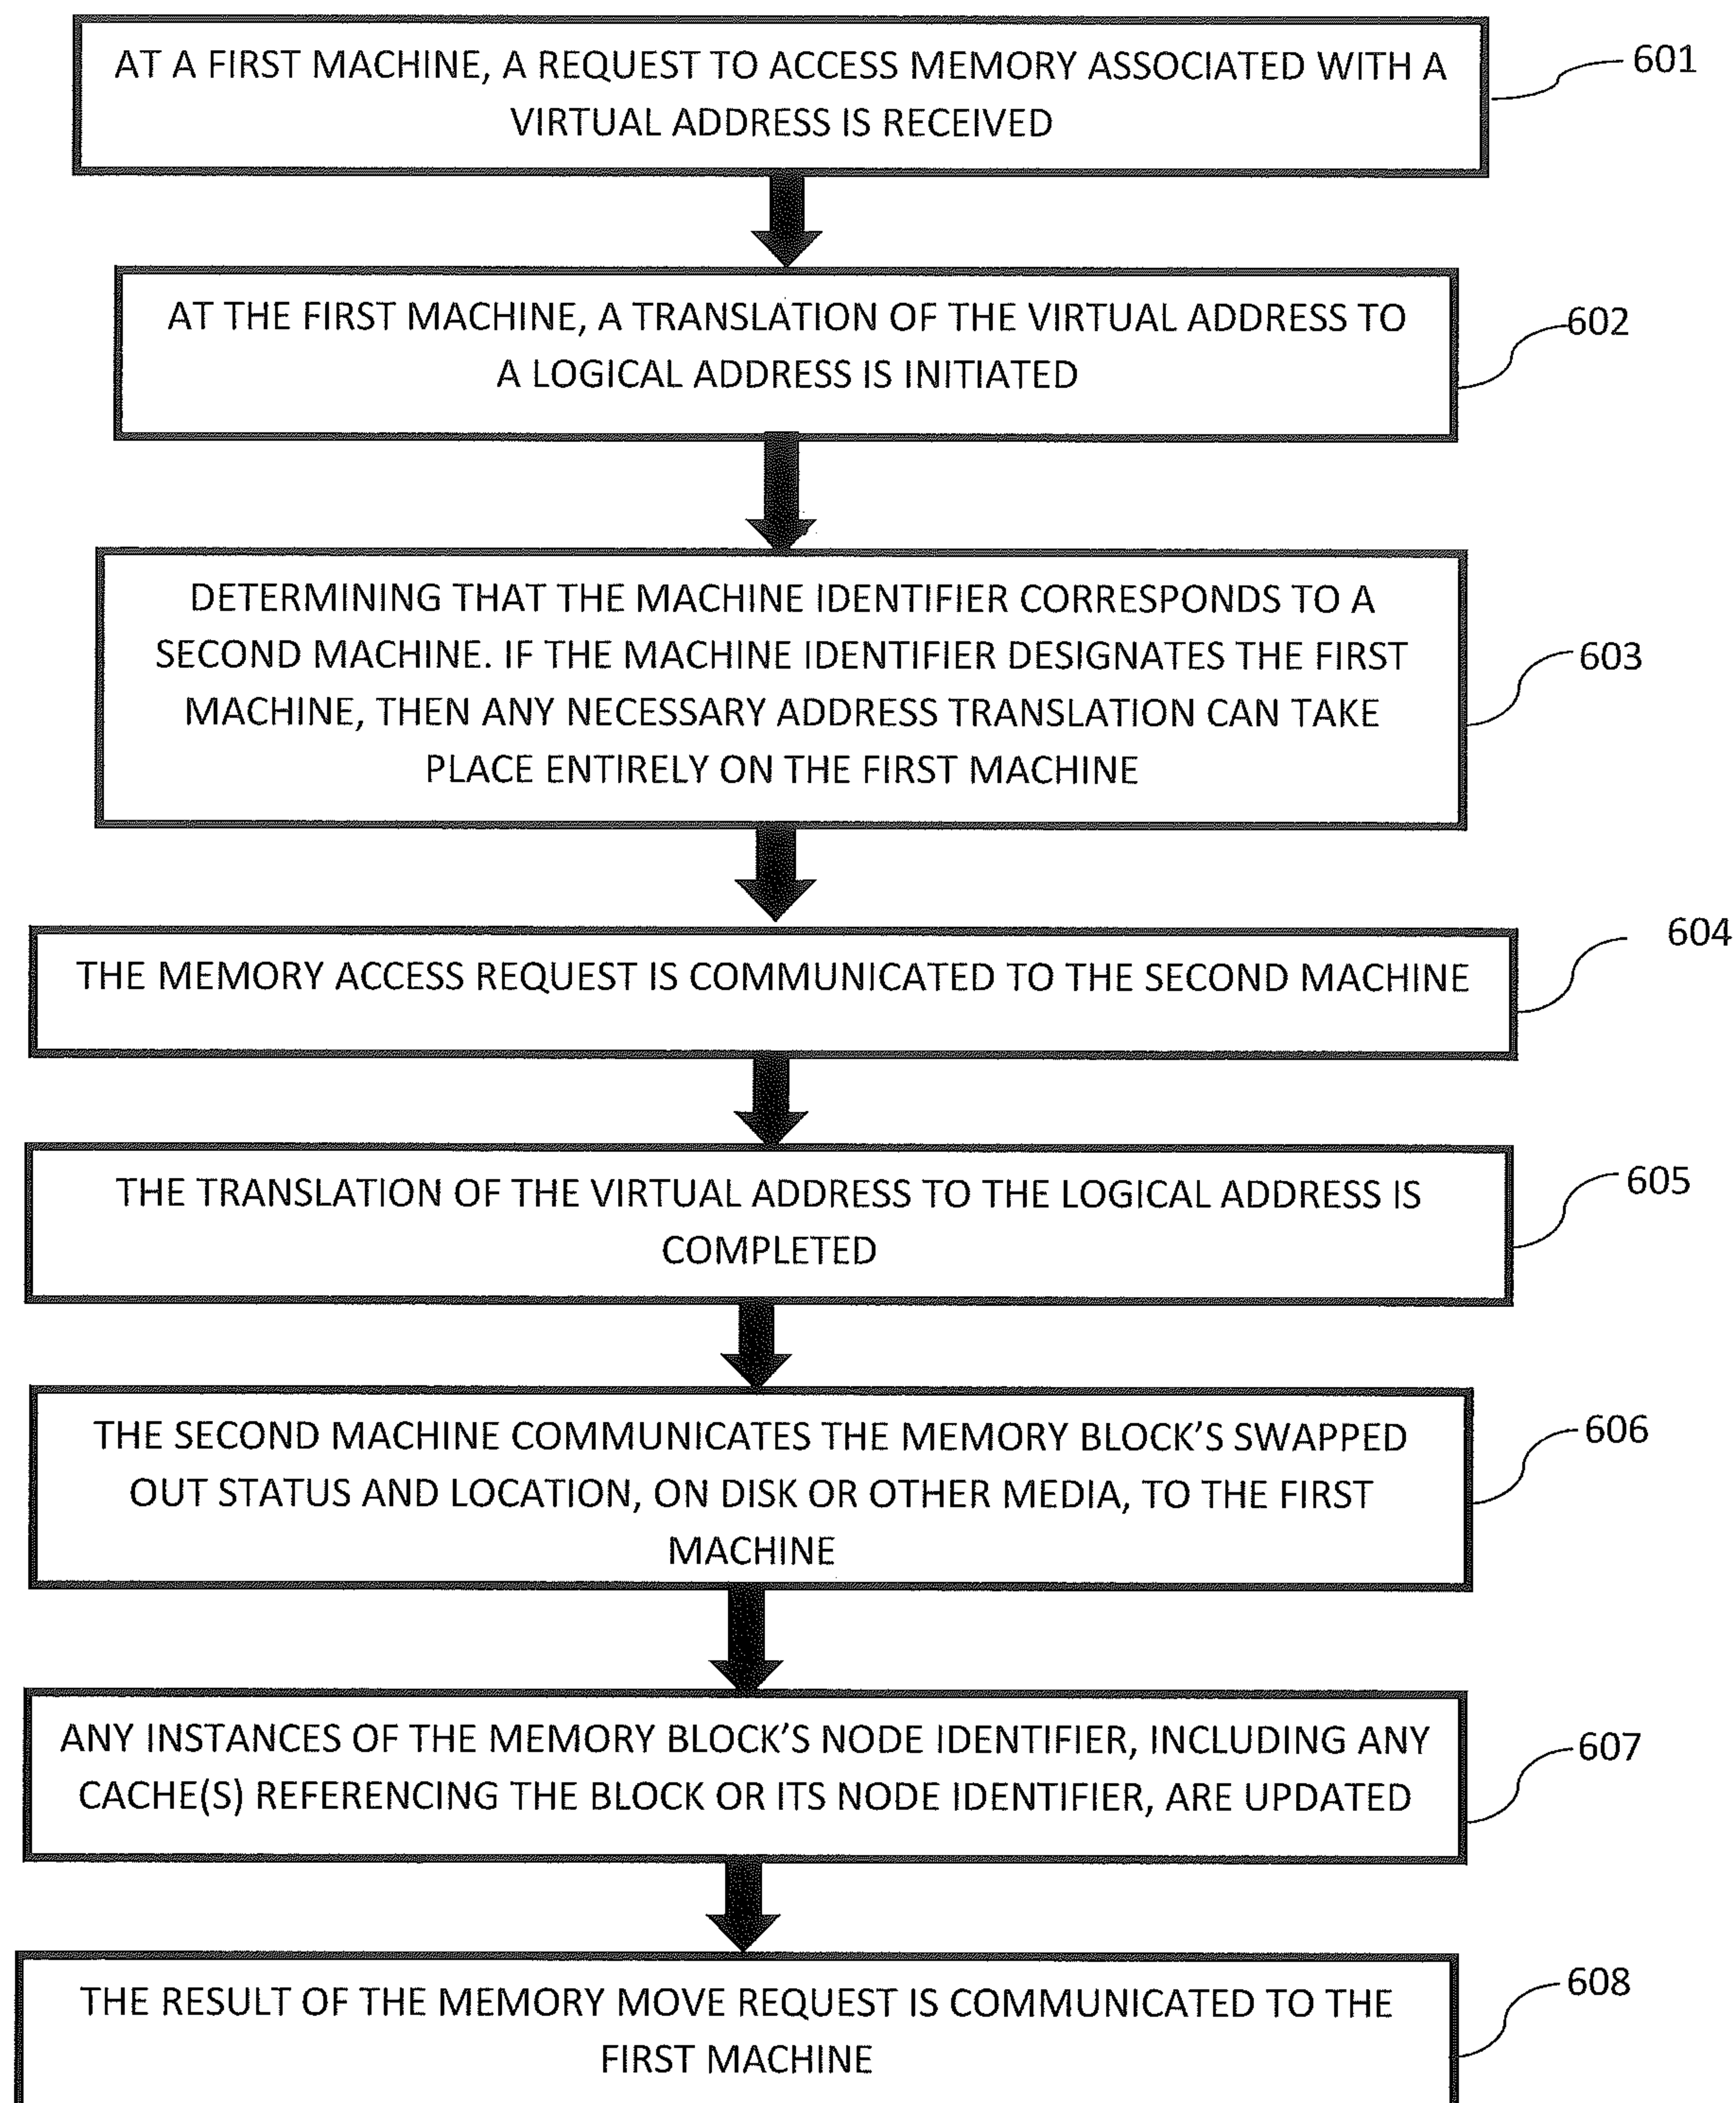 AT A FIRST MACHINE, A REQUEST TO ACCESS MEMORY ASSOCIATED WITH A
VIRTUAL ADDRESS IS RECEIVED
601
AT THE FIRST MACHINE, A TRANSLATION OF THE VIRTUAL ADDRESS TO
A LOGICAL ADDRESS IS INITIATED
602
DETERMINING THAT THE MACHINE IDENTIFIER CORRESPONDS TO A
SECOND MACHINE. IF THE MACHINE IDENTIFIER DESIGNATES THE FIRST
MACHINE, THEN ANY NECESSARY ADDRESS TRANSLATION CAN TAKE
PLACE ENTIRELY ON THE FIRST MACHINE
603
THE MEMORY ACCESS REQUEST IS COMMUNICATED TO THE SECOND MACHINE
604
THE TRANSLATION OF THE VIRTUAL ADDRESS TO THE LOGICAL ADDRESS IS
COMPLETED
605
THE SECOND MACHINE COMMUNICATES THE MEMORY BLOCK'S SWAPPED
OUT STATUS AND LOCATION, ON DISK OR OTHER MEDIA, TO THE FIRST
MACHINE
606
ANY INSTANCES OF THE MEMORY BLOCK'S NODE IDENTIFIER, INCLUDING ANY
CACHE(S) REFERENCING THE BLOCK OR ITS NODE IDENTIFIER, ARE UPDATED
607
THE RESULT OF THE MEMORY MOVE REQUEST IS COMMUNICATED TO THE
FIRST MACHINE
608